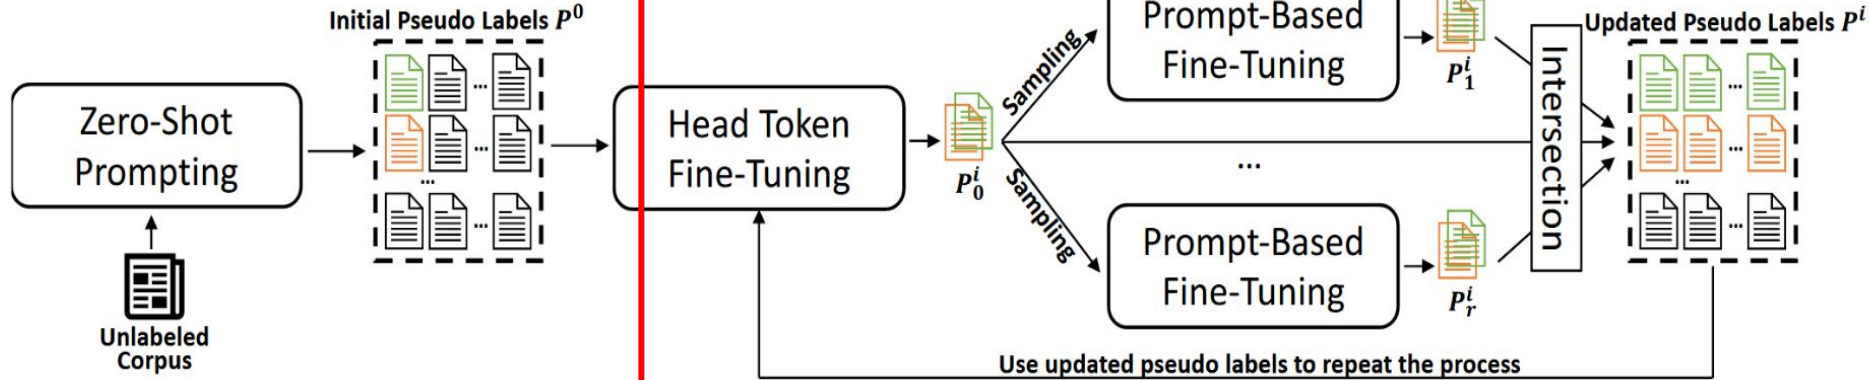 Initial Pseudo Labels P⁰
Zero-Shot
Prompting
...
...
...
...
Unlabeled
Corpus
Head Token
Fine-Tuning
P₀ⁱ
Sampling
Sampling
...
Prompt-Based
Fine-Tuning
P₁ⁱ
Prompt-Based
Fine-Tuning
Pᵣⁱ
Intersection
Updated Pseudo Labels Pⁱ
...
...
...
...
Use updated pseudo labels to repeat the process